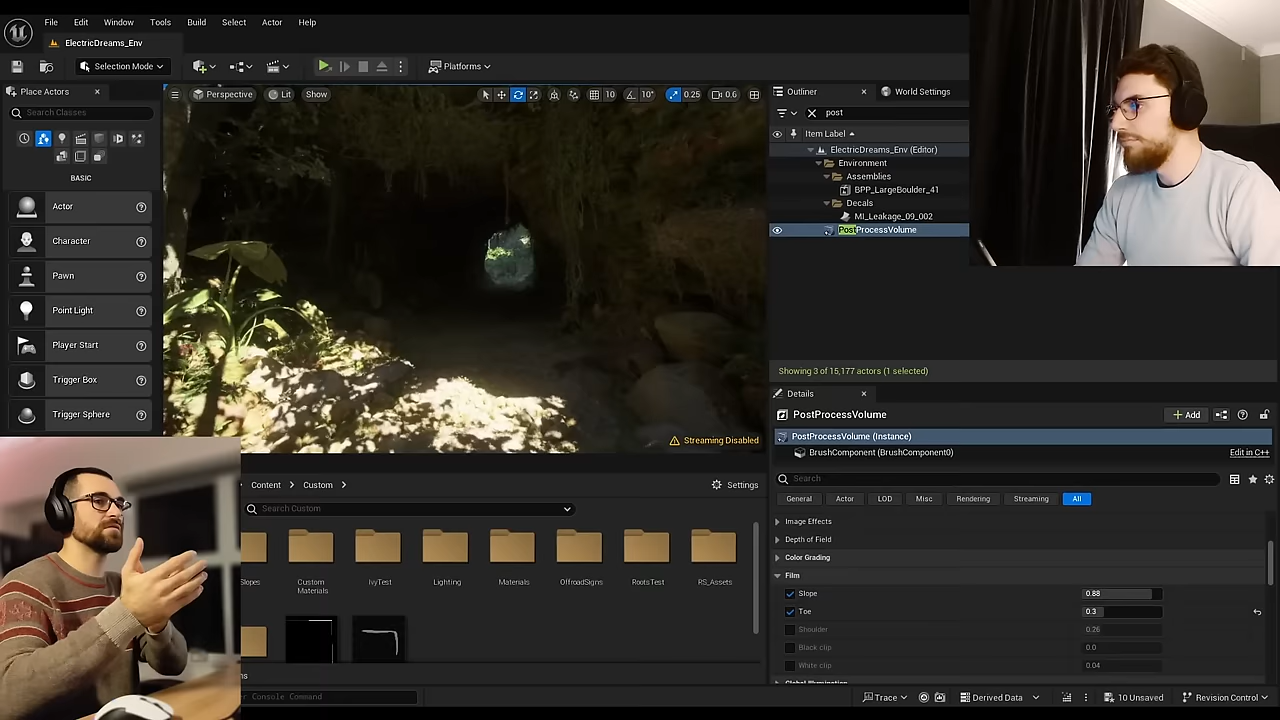 File Edit Window Tools Build Select Actor Help
ElectricDreams_Env
Selection Mode
Platforms
Place Actors
Search Classes
BASIC
Actor
Character
Pawn
Point Light
Player Start
Trigger Box
Trigger Sphere
Perspective Lit Show
10 10° 0.25 0.6
Streaming Disabled
Outliner World Settings
post
Item Label
ElectricDreams_Env (Editor)
Environment
Assemblies
BPP_LargeBoulder_41
Decals
MI_Leakage_09_002
PostProcessVolume
Showing 3 of 15,177 actors (1 selected)
Details
PostProcessVolume
Add
PostProcessVolume (Instance)
BrushComponent (BrushComponent0)
Edit in C++
Search
General Actor LOD Misc Rendering Streaming All
Image Effects
Depth of Field
Color Grading
Film
Slope 0.88
Toe 0.3
Shoulder 0.26
Black clip 0.0
White clip 0.04
Content Custom
Settings
Search Custom
Custom Materials
IvyTest
Lighting
Materials
OffroadSigns
RootsTest
RS_Assets
Console Command
Trace Derived Data 10 Unsaved Revision Control